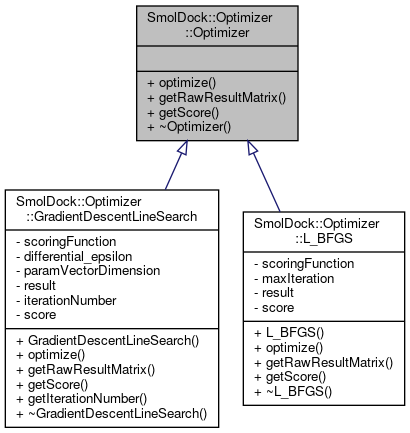 SmolDock::Optimizer
::Optimizer
+ optimize()
+ getRawResultMatrix()
+ getScore()
+ ~Optimizer()
SmolDock::Optimizer
::GradientDescentLineSearch
- scoringFunction
- differential_epsilon
- paramVectorDimension
- result
- iterationNumber
- score
+ GradientDescentLineSearch()
+ optimize()
+ getRawResultMatrix()
+ getScore()
+ getIterationNumber()
+ ~GradientDescentLineSearch()
SmolDock::Optimizer
::L_BFGS
- scoringFunction
- maxIteration
- result
- score
+ L_BFGS()
+ optimize()
+ getRawResultMatrix()
+ getScore()
+ ~L_BFGS()